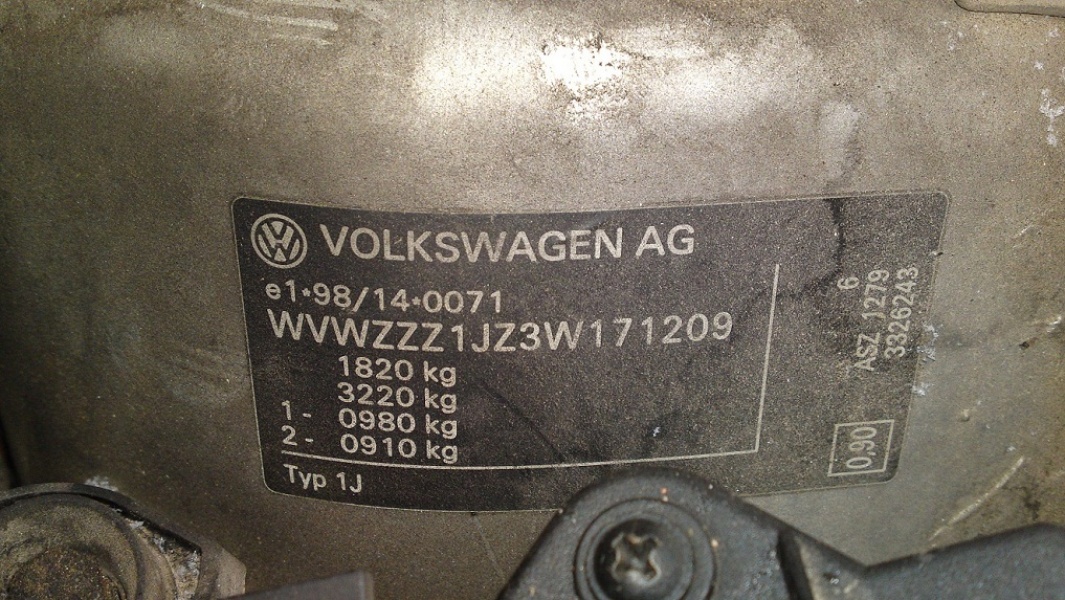 VOLKSWAGEN AG
e1*98/14*0071
WVWZZZ1JZ3W171209
1820 kg
3220 kg
1- 0980 kg
2- 0910 kg
Typ 1J
6
ASZ 1279
3326243
0,90